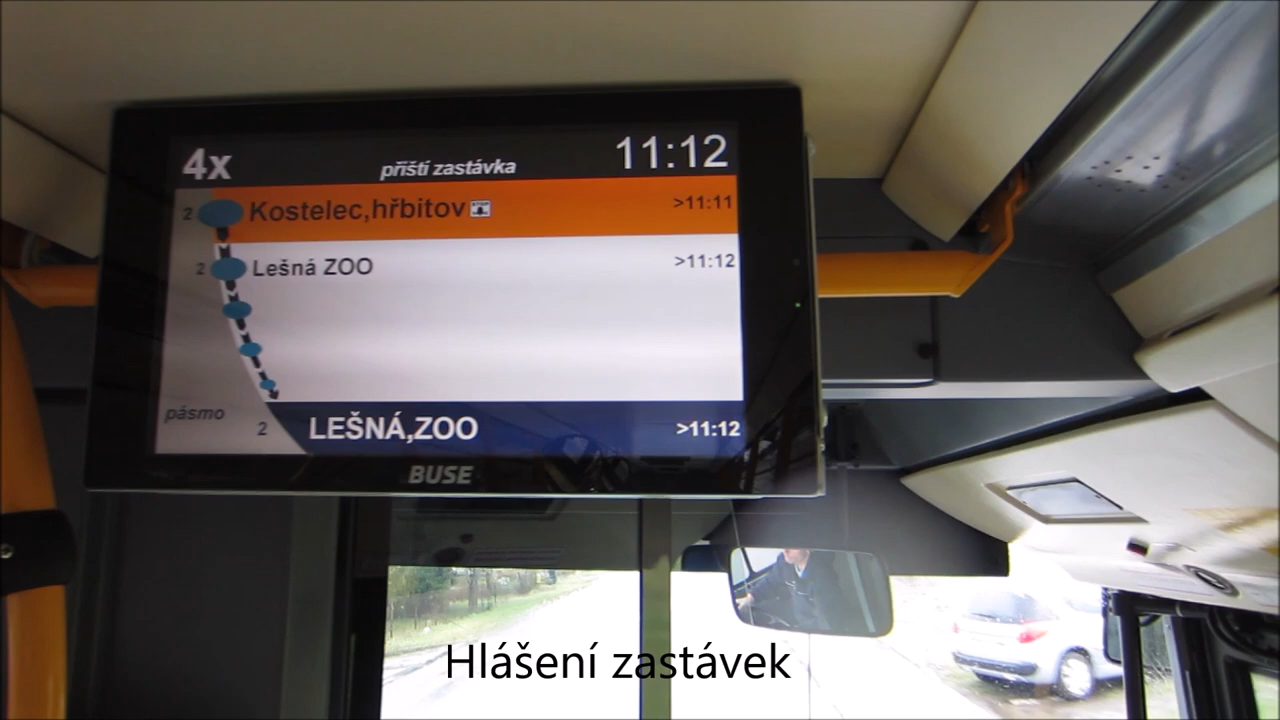 4x příští zastávka 11:12
2 Kostelec,hřbitov STOP >11:11
2 Lešná ZOO >11:12
pásmo
2 LEŠNÁ,ZOO >11:12
BUSE
Hlášení zastávek